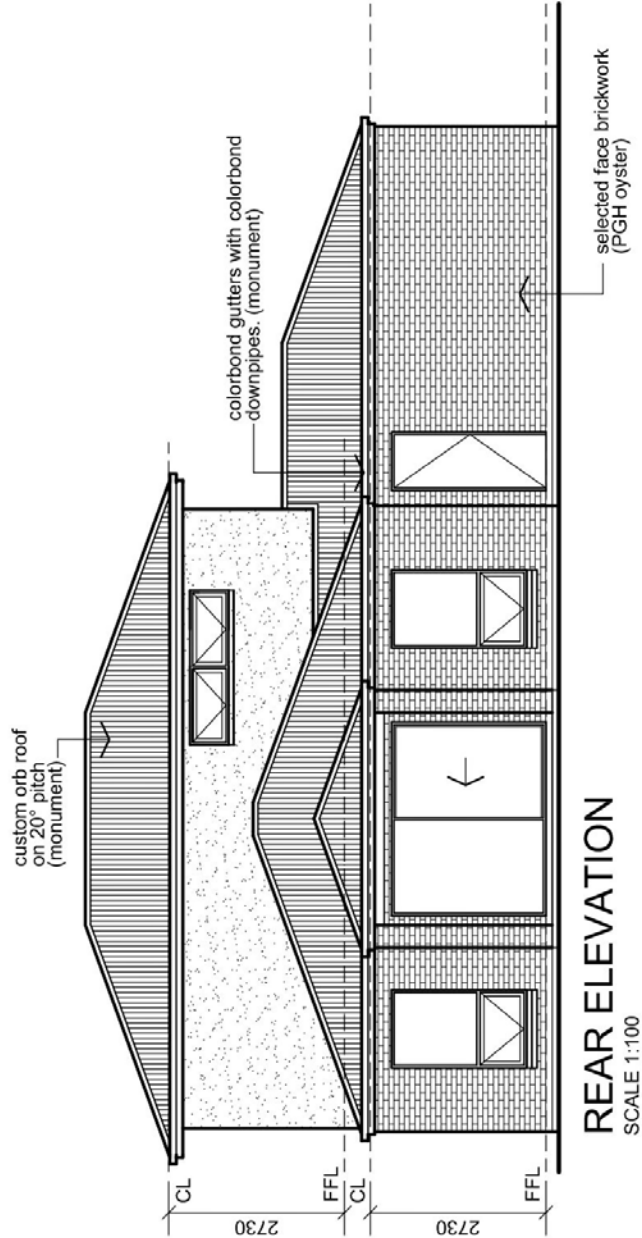 custom orb roof
on 20° pitch
(monument)
colorbond gutters with colorbond
downpipes. (monument)
CL
2730
FFL
CL
2730
FFL
selected face brickwork
(PGH oyster)
REAR ELEVATION
SCALE 1:100